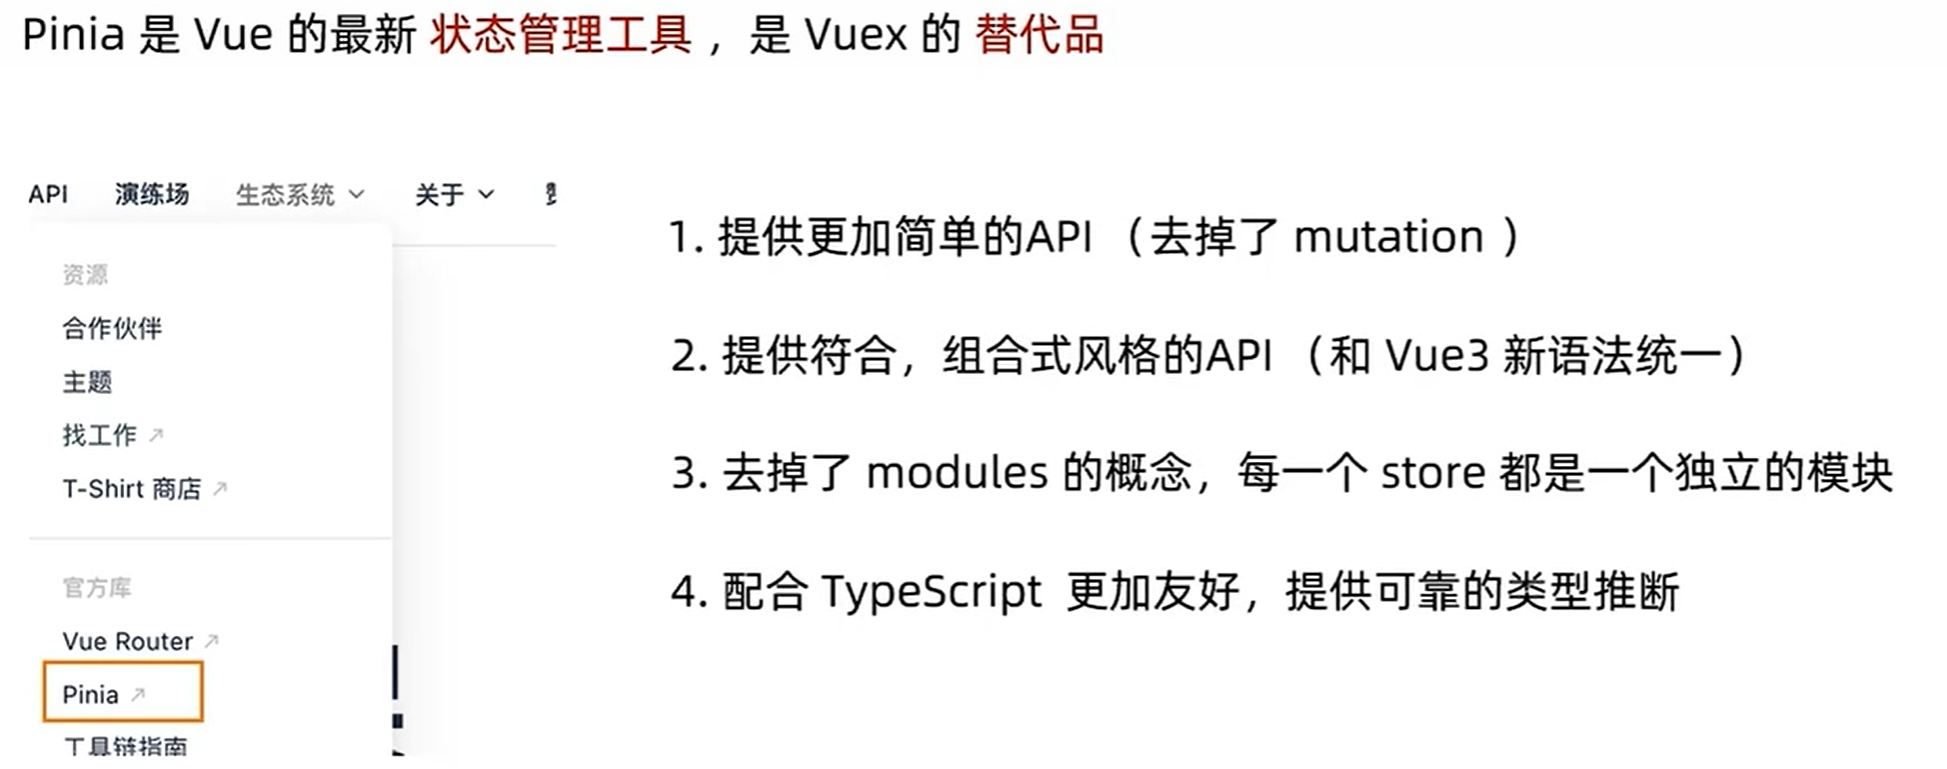 Pinia 是 Vue 的最新 状态管理工具 ，是 Vuex 的 替代品
API 演练场 生态系统 关于
资源
合作伙伴
主题
找工作
T-Shirt 商店
官方库
Vue Router
Pinia
工具链指南
1. 提供更加简单的API （去掉了 mutation ）
2. 提供符合，组合式风格的API （和 Vue3 新语法统一）
3. 去掉了 modules 的概念，每一个 store 都是一个独立的模块
4. 配合 TypeScript 更加友好，提供可靠的类型推断